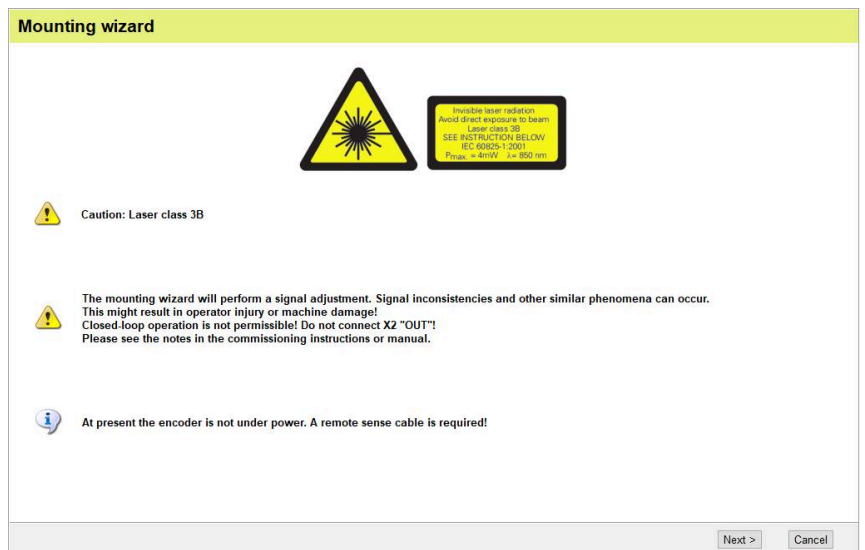 Mounting wizard
Invisible laser radiation
Avoid direct exposure to beam
Laser class 3B
SEE INSTRUCTION BELOW
IEC 60825-1:2001
Pmax. = 4mW λ= 850 nm
Caution: Laser class 3B
The mounting wizard will perform a signal adjustment. Signal inconsistencies and other similar phenomena can occur.
This might result in operator injury or machine damage!
Closed-loop operation is not permissible! Do not connect X2 "OUT"!
Please see the notes in the commissioning instructions or manual.
At present the encoder is not under power. A remote sense cable is required!
Next >
Cancel